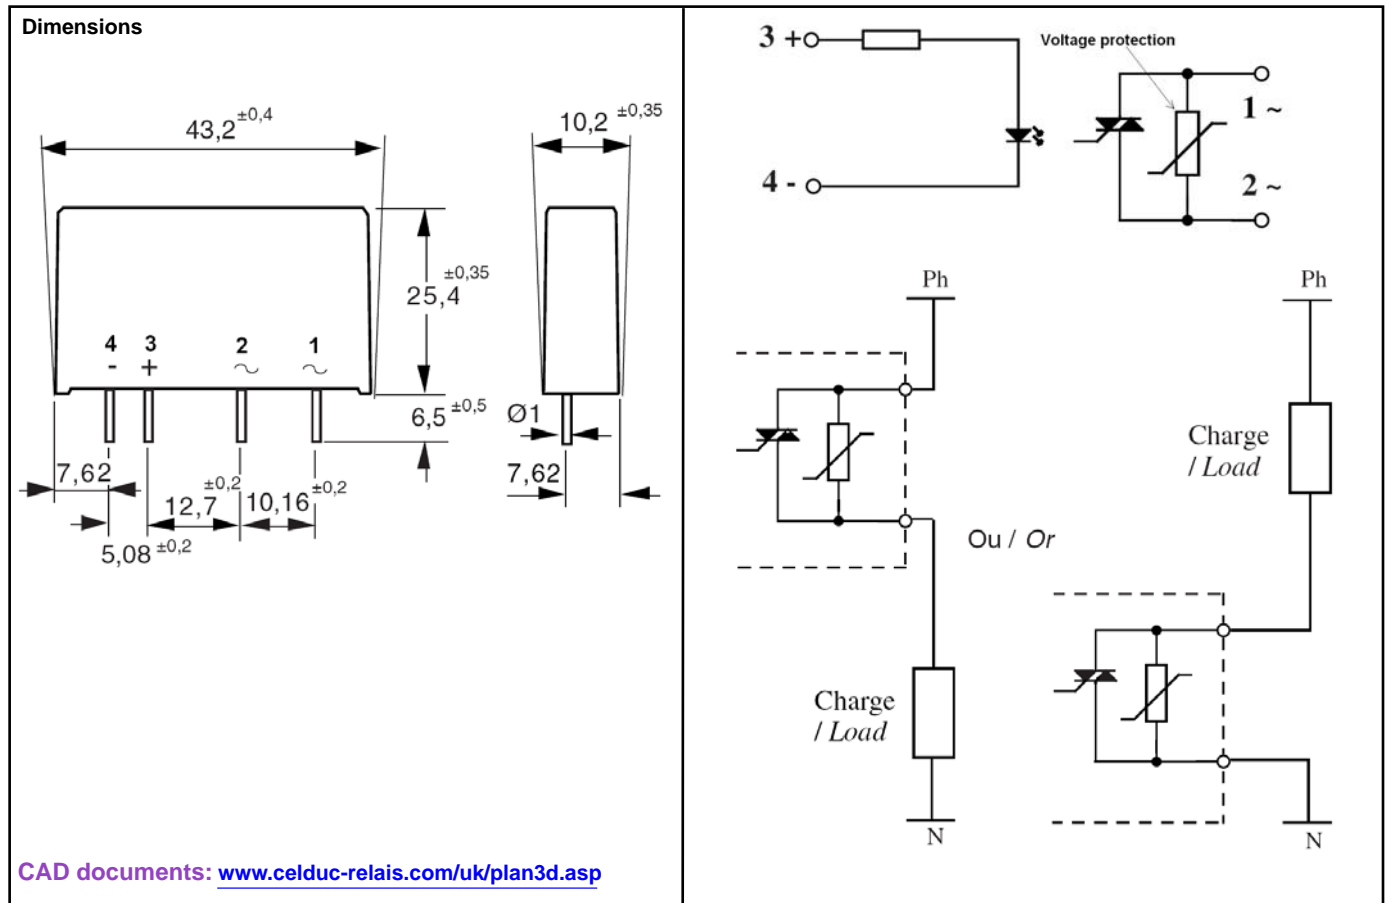 Dimensions
43,2 ±0,4
10,2 ±0,35
25,4 ±0,35
4 3 2 1
- + ~ ~
6,5 ±0,5
Ø1
7,62
12,7 ±0,2
10,16 ±0,2
5,08 ±0,2
7,62
CAD documents: www.celduc-relais.com/uk/plan3d.asp
3 +
Voltage protection
1 ~
4 -
2 ~
Ph
Charge
/ Load
N
Ou / Or
Ph
Charge
/ Load
N